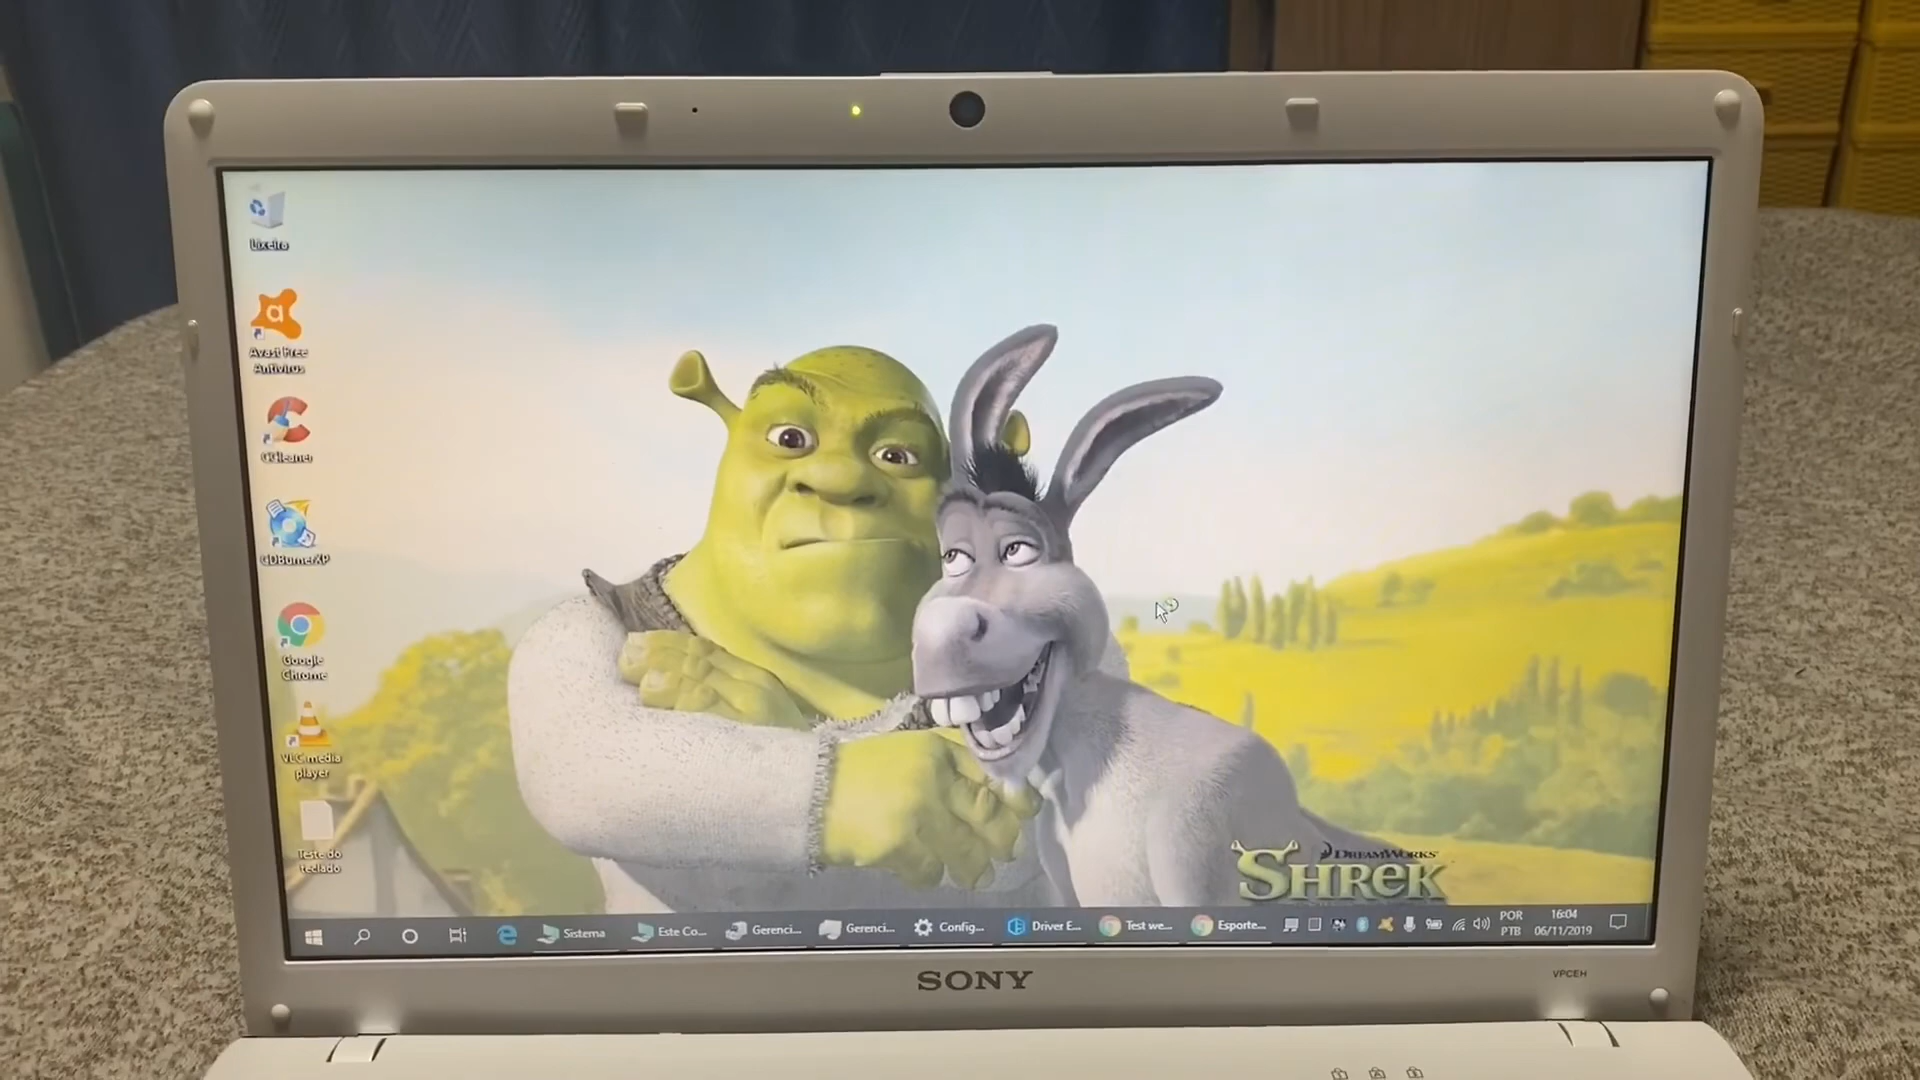 Lixeira
Avast Free
Antivirus
CCleaner
CDBurnerXP
Google
Chrome
VLC media
player
Teste do
teclado
DREAMWORKS
SHREK
Sistema
Este Co...
Gerenci...
Gerenci...
Config...
Driver E...
Test we...
Esporte...
POR
PTB
16:04
06/11/2019
SONY
VPCEH